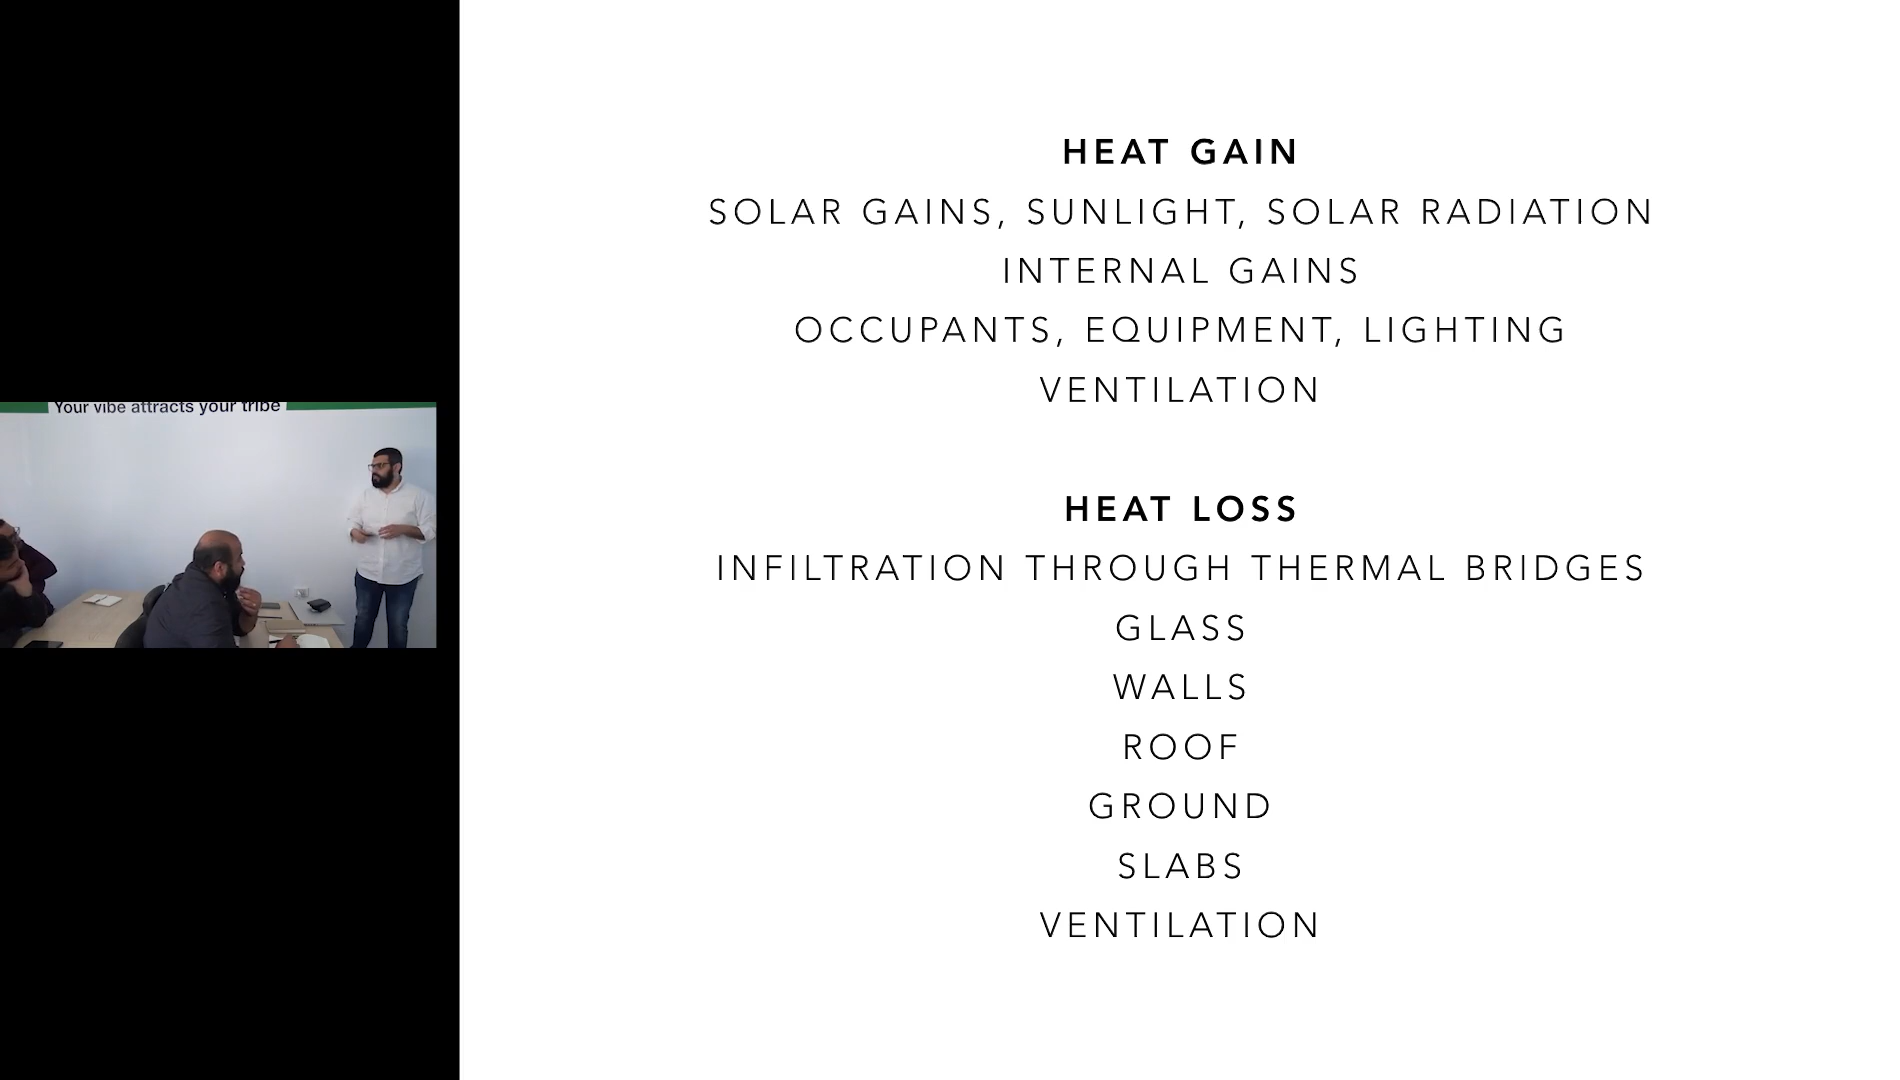 Your vibe attracts your tribe
HEAT GAIN
SOLAR GAINS, SUNLIGHT, SOLAR RADIATION
INTERNAL GAINS
OCCUPANTS, EQUIPMENT, LIGHTING
VENTILATION
HEAT LOSS
INFILTRATION THROUGH THERMAL BRIDGES
GLASS
WALLS
ROOF
GROUND
SLABS
VENTILATION